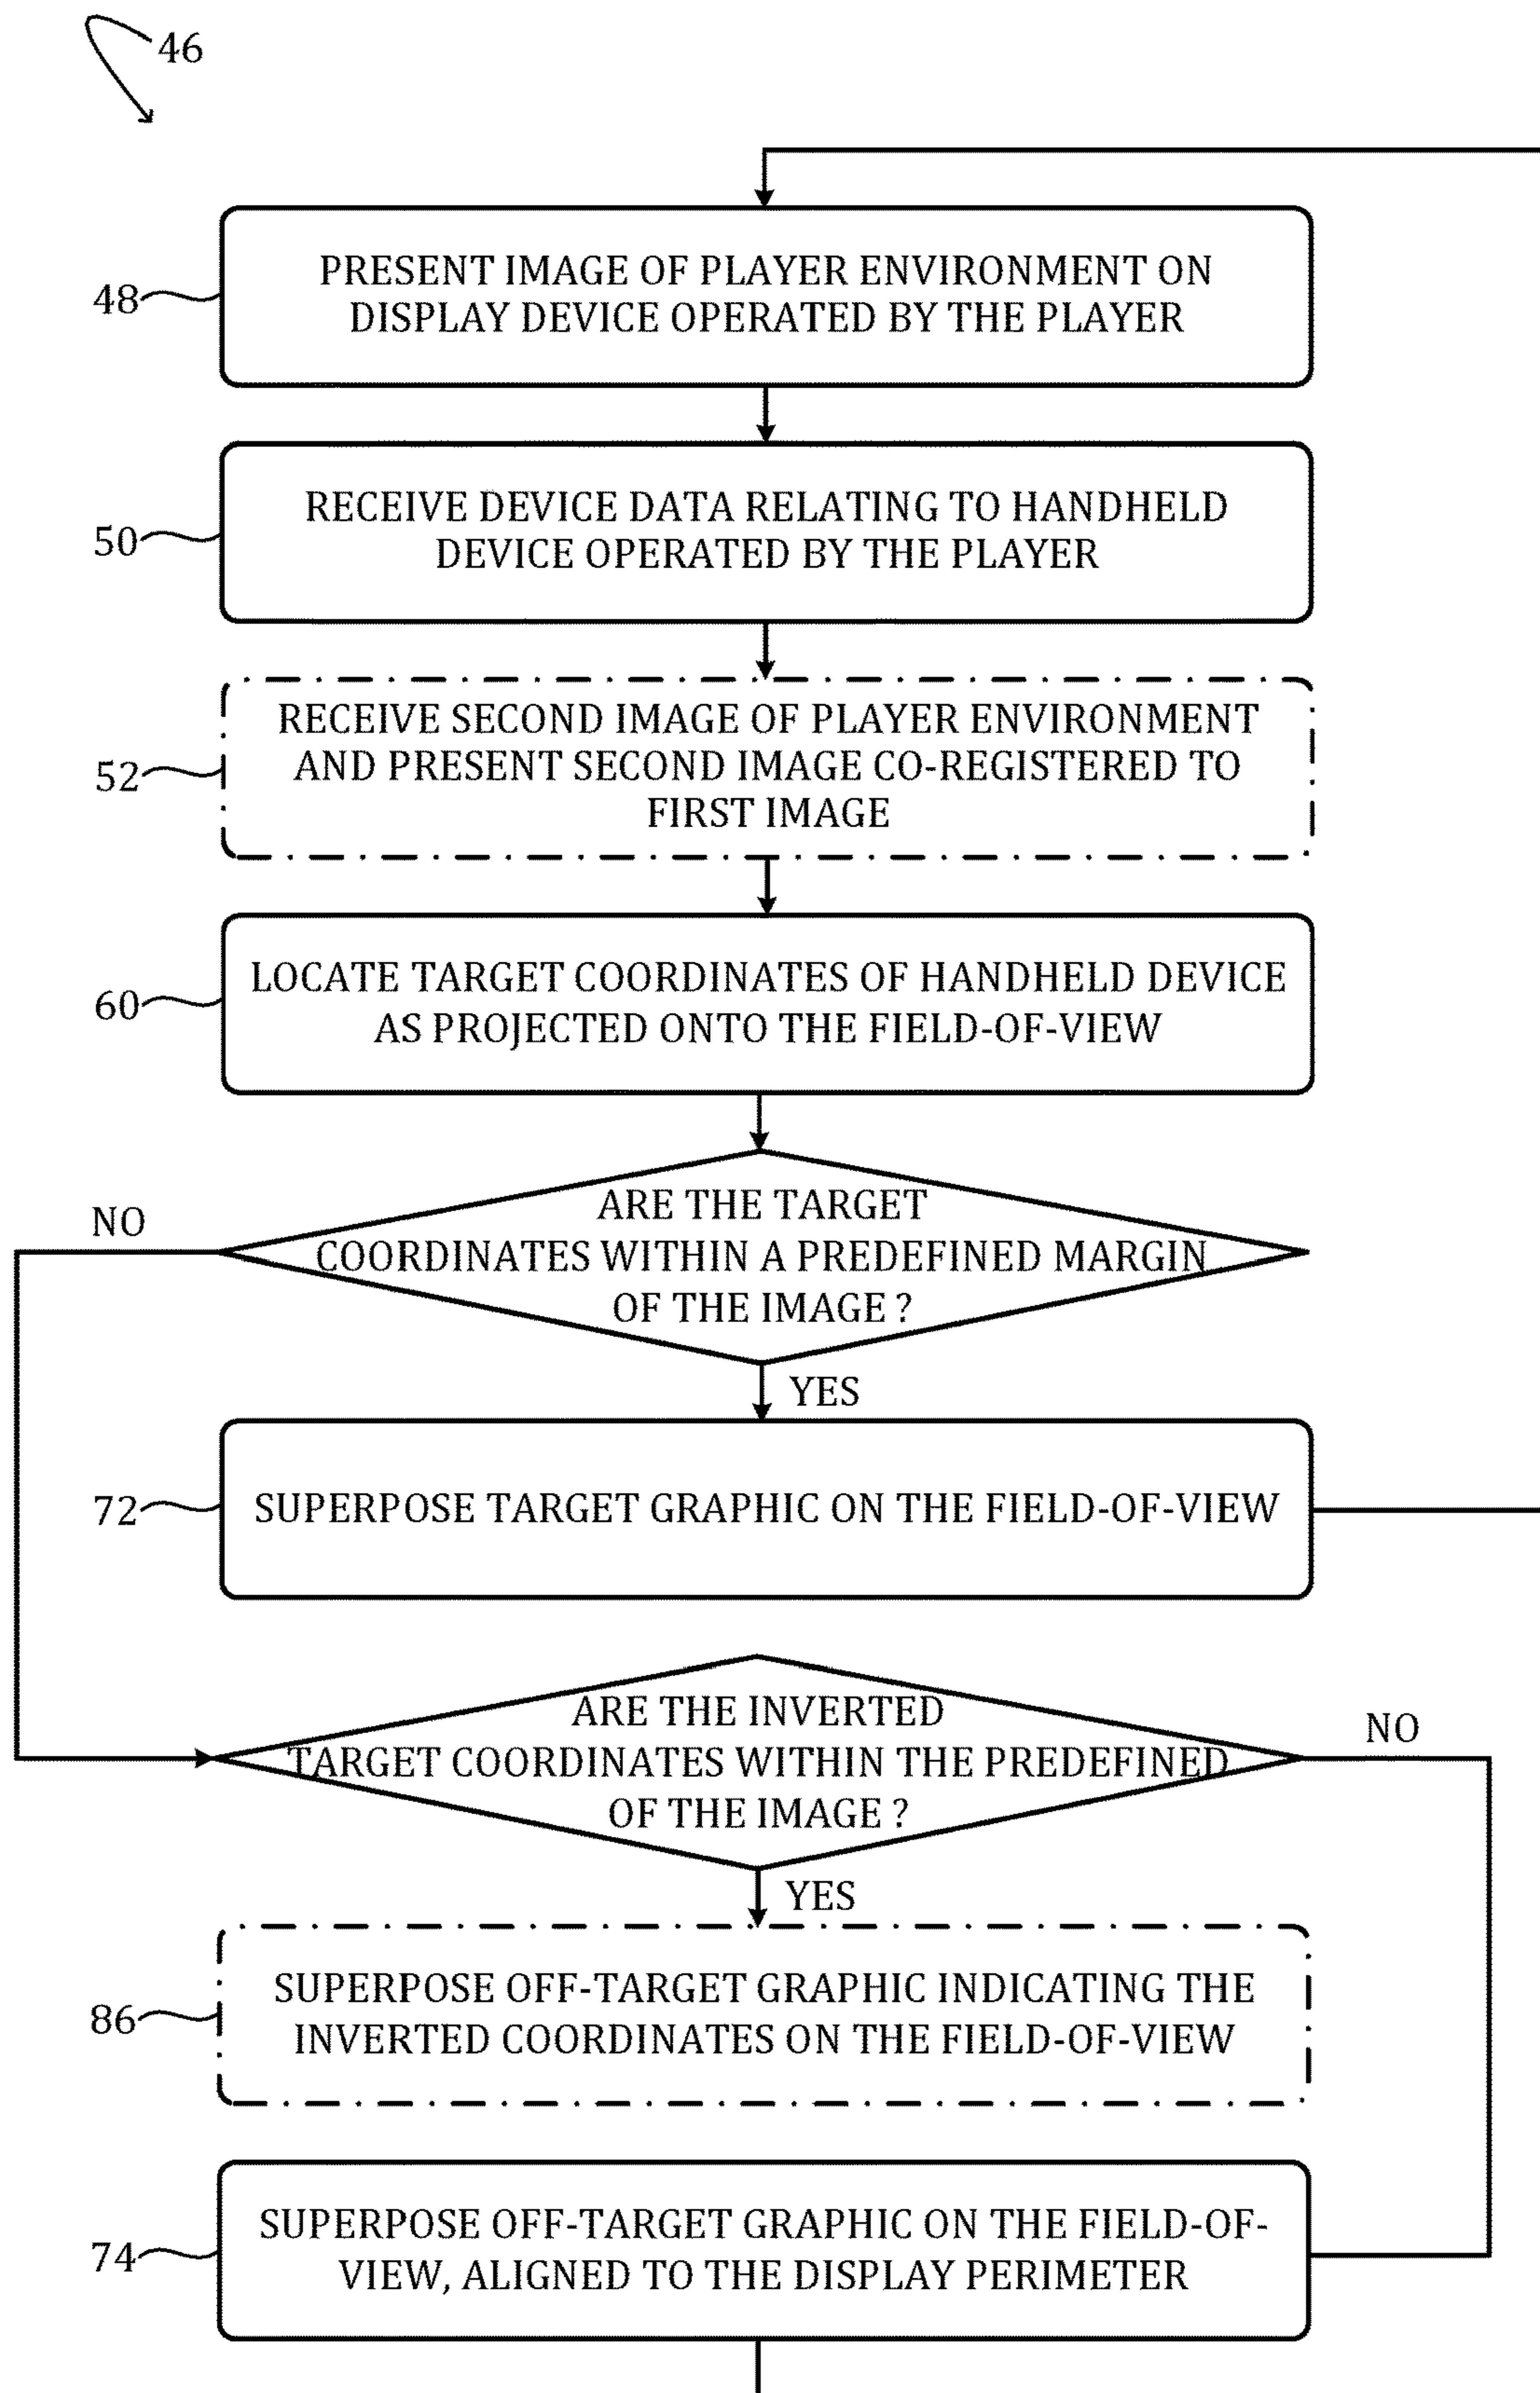 46
PRESENT IMAGE OF PLAYER ENVIRONMENT ON
DISPLAY DEVICE OPERATED BY THE PLAYER
48
RECEIVE DEVICE DATA RELATING TO HANDHELD
DEVICE OPERATED BY THE PLAYER
50
RECEIVE SECOND IMAGE OF PLAYER ENVIRONMENT
AND PRESENT SECOND IMAGE CO-REGISTERED TO
FIRST IMAGE
52
LOCATE TARGET COORDINATES OF HANDHELD DEVICE
AS PROJECTED ONTO THE FIELD-OF-VIEW
60
ARE THE TARGET
COORDINATES WITHIN A PREDEFINED MARGIN
OF THE IMAGE ?
NO
YES
SUPERPOSE TARGET GRAPHIC ON THE FIELD-OF-VIEW
72
ARE THE INVERTED
TARGET COORDINATES WITHIN THE PREDEFINED
OF THE IMAGE ?
NO
YES
SUPERPOSE OFF-TARGET GRAPHIC INDICATING THE
INVERTED COORDINATES ON THE FIELD-OF-VIEW
86
SUPERPOSE OFF-TARGET GRAPHIC ON THE FIELD-OF-
VIEW, ALIGNED TO THE DISPLAY PERIMETER
74